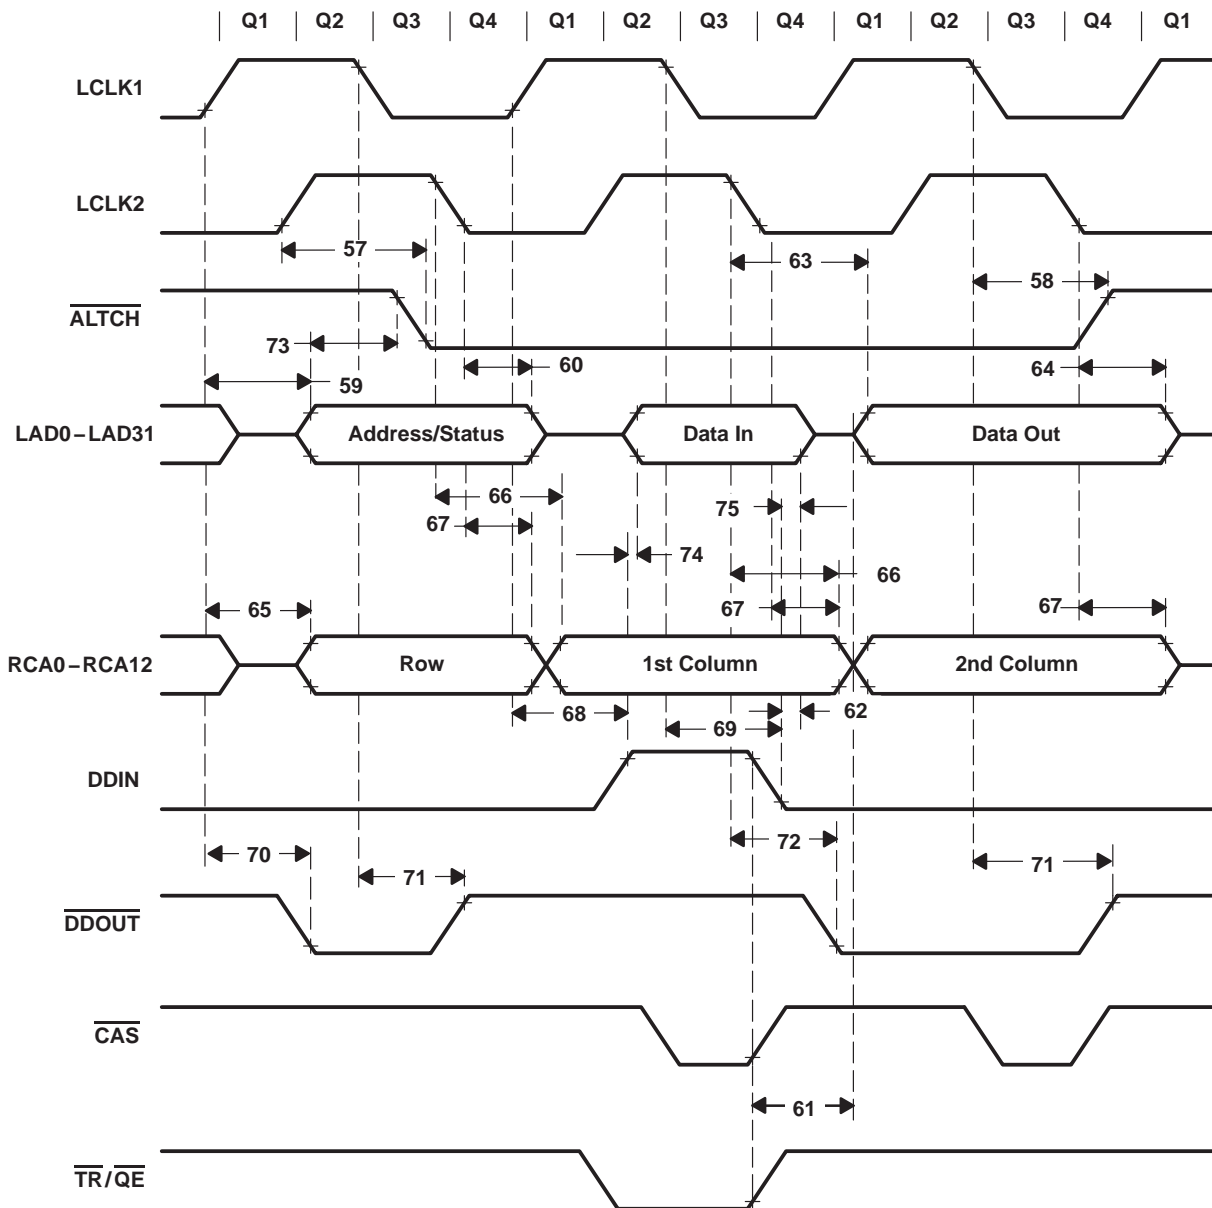 Q1 Q2 Q3 Q4 Q1 Q2 Q3 Q4 Q1 Q2 Q3 Q4 Q1
LCLK1
LCLK2
57
63
58
ALTCH
73
60
64
59
LAD0–LAD31 Address/Status Data In Data Out
66
75
67
74
66
65
67
67
RCA0–RCA12 Row 1st Column 2nd Column
68
62
69
DDIN
72
70
71
71
DDOUT
CAS
61
TR/QE